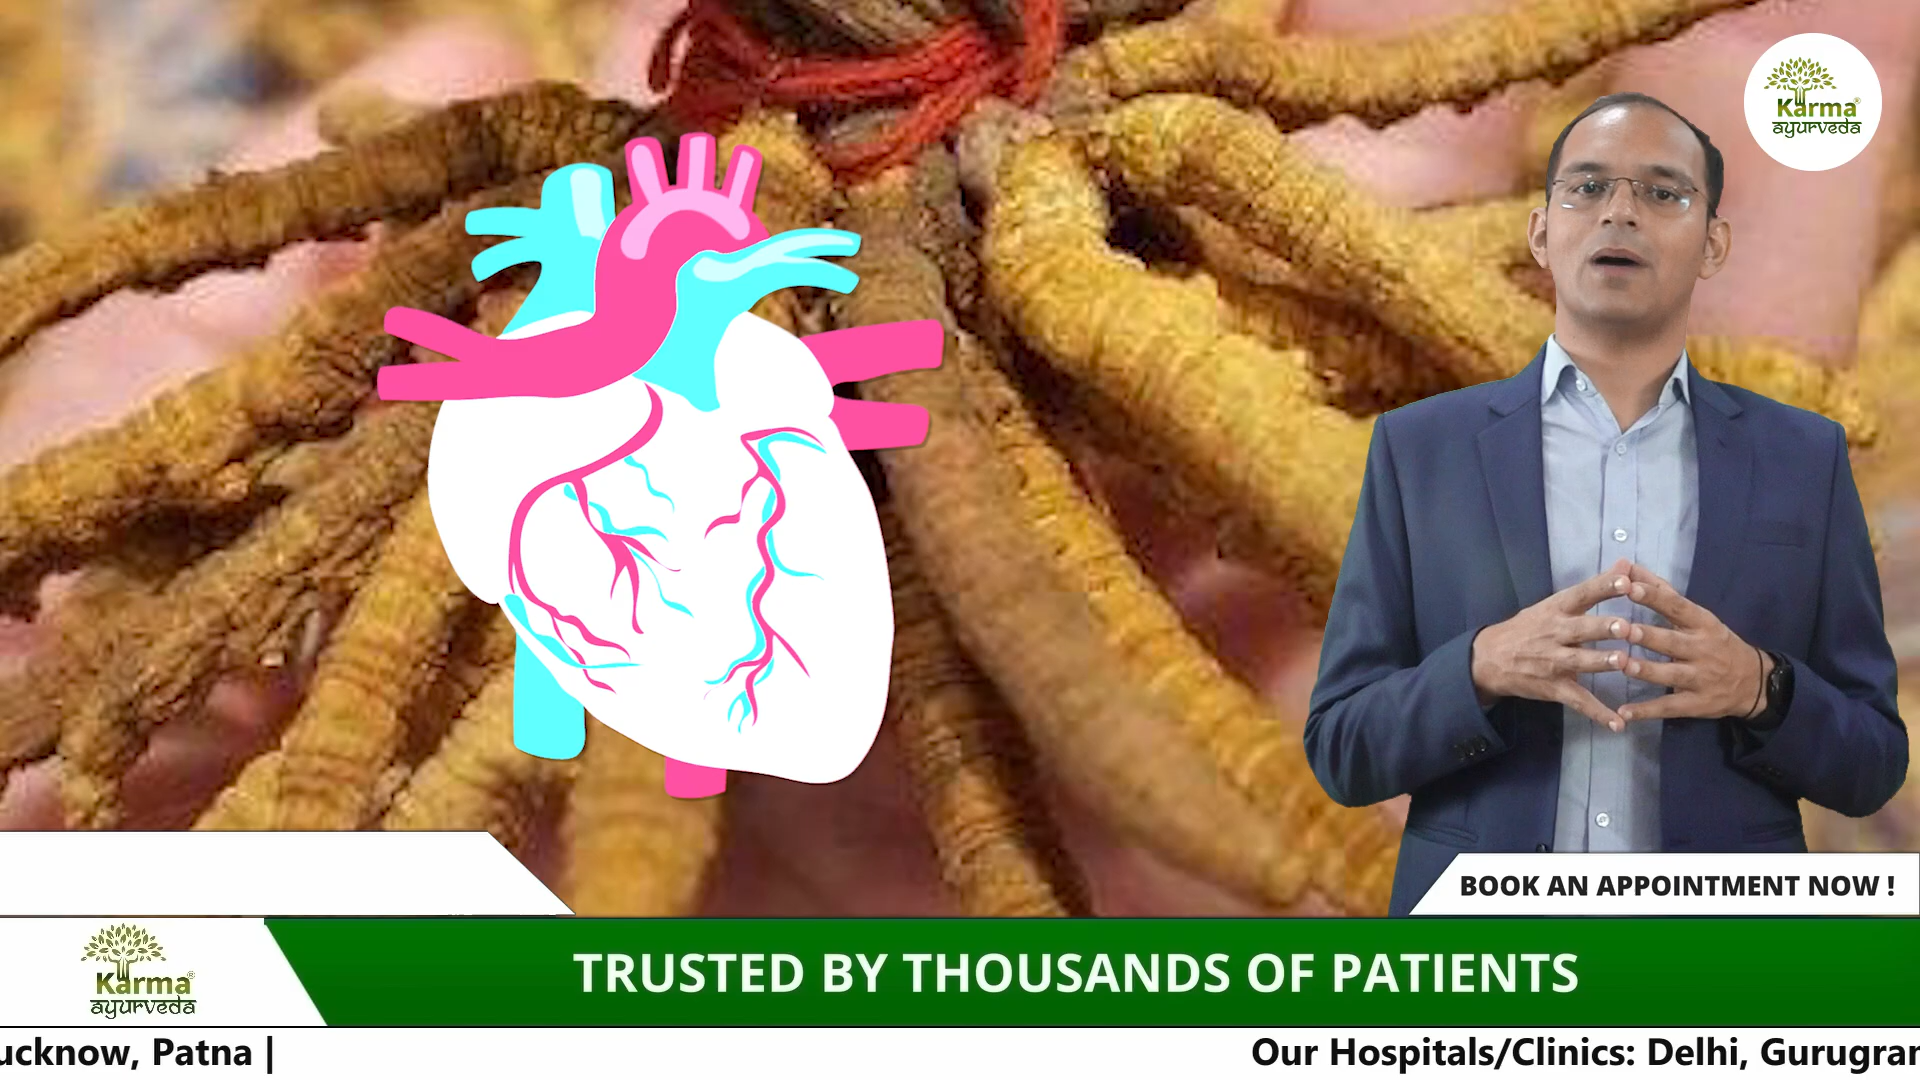 Karma
ayurveda
BOOK AN APPOINTMENT NOW !
Karma®
ayurveda
TRUSTED BY THOUSANDS OF PATIENTS
ucknow, Patna |
Our Hospitals/Clinics: Delhi, Gurugram